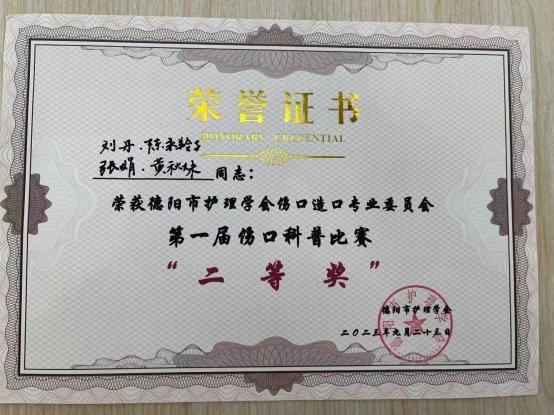 荣誉证书
HONORARY CREDENTIAL
刘丹、陈永玲
张娟、黄秋妹 同志：
荣获德阳市护理学会伤口造口专业委员会
第一届伤口科普比赛
“二等奖”
德阳市护理学会
二〇二三年九月二十三日